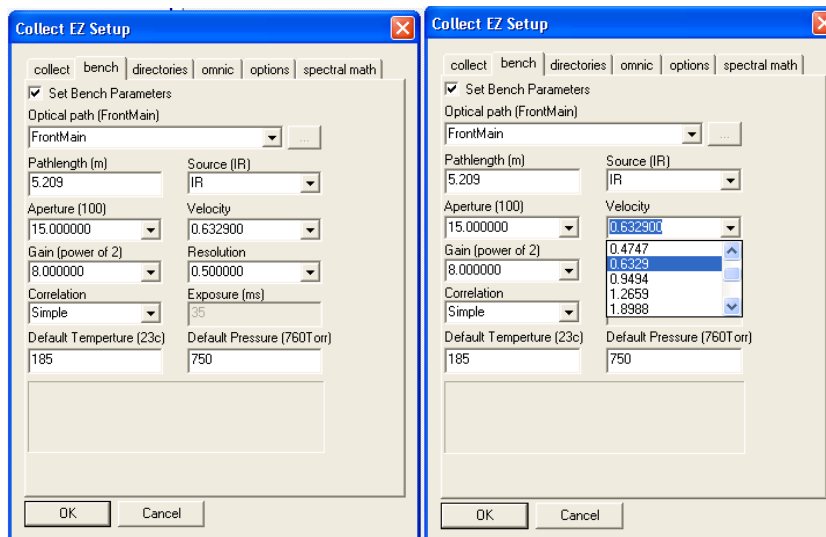 Collect EZ Setup
collect bench directories omnic options spectral math
Set Bench Parameters
Optical path (FrontMain)
FrontMain ...
Pathlength (m) Source (IR)
5.209 IR
Aperture (100) Velocity
15.000000 0.632900
Gain (power of 2) Resolution
8.000000 0.500000
Correlation Exposure (ms)
Simple 35
Default Temperture (23c) Default Pressure (760Torr)
185 750
OK Cancel
Collect EZ Setup
collect bench directories omnic options spectral math
Set Bench Parameters
Optical path (FrontMain)
FrontMain ...
Pathlength (m) Source (IR)
5.209 IR
Aperture (100) Velocity
15.000000 0.632900
Gain (power of 2) 0.4747
8.000000 0.6329
0.9494
Correlation 1.2659
Simple 1.8988
Default Temperture (23c) Default Pressure (760Torr)
185 750
OK Cancel